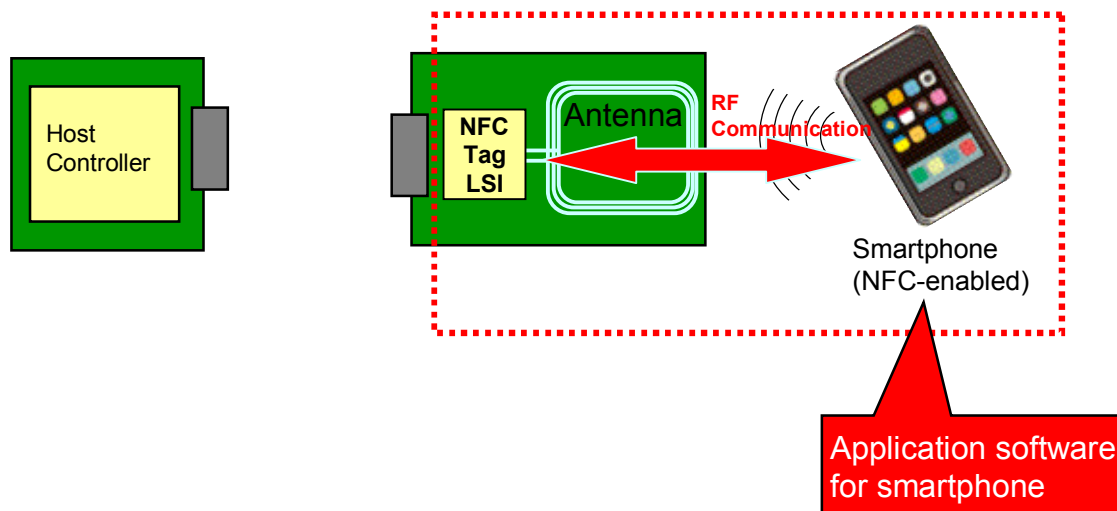 Host
Controller
NFC
Tag
LSI
Antenna
RF
Communication
Smartphone
(NFC-enabled)
Application software
for smartphone